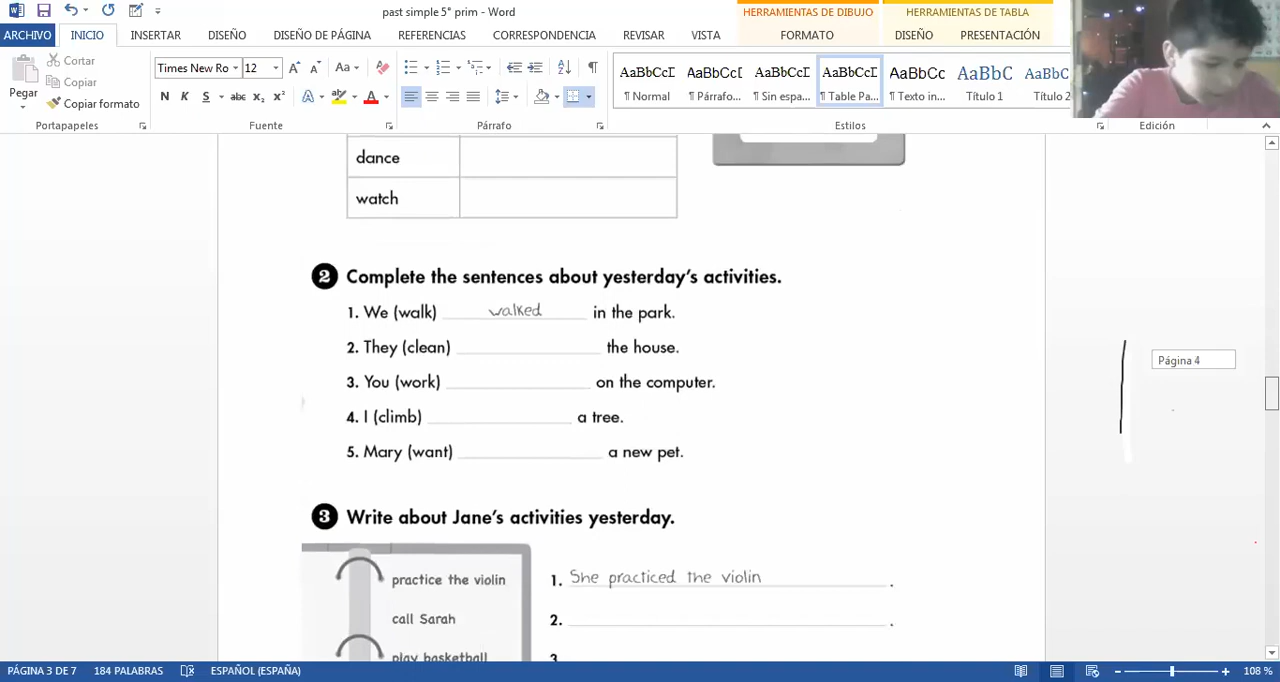 past simple 5° prim - Word
HERRAMIENTAS DE DIBUJO
HERRAMIENTAS DE TABLA
ARCHIVO INICIO INSERTAR DISEÑO DISEÑO DE PÁGINA REFERENCIAS CORRESPONDENCIA REVISAR VISTA FORMATO DISEÑO PRESENTACIÓN
Pegar
Cortar
Copiar
Copiar formato
Times New Ro 12
N K S abc x₂ x²
AaBbCcI AaBbC AaBbCcI AaBbCcI AaBbCc AaBbC AaBbC
¶ Normal ¶ Párrafo... ¶ Sin espa... ¶ Table Pa... ¶ Texto in... Título 1 Título 2
Portapapeles Fuente Párrafo Estilos Edición
dance
watch
2 Complete the sentences about yesterday's activities.
1. We (walk) walked in the park.
2. They (clean) the house.
3. You (work) on the computer.
4. I (climb) a tree.
5. Mary (want) a new pet.
Página 4
3 Write about Jane's activities yesterday.
practice the violin 1. She practiced the violin .
call Sarah 2. .
play basketball 3.
PÁGINA 3 DE 7 184 PALABRAS ESPAÑOL (ESPAÑA) 108 %